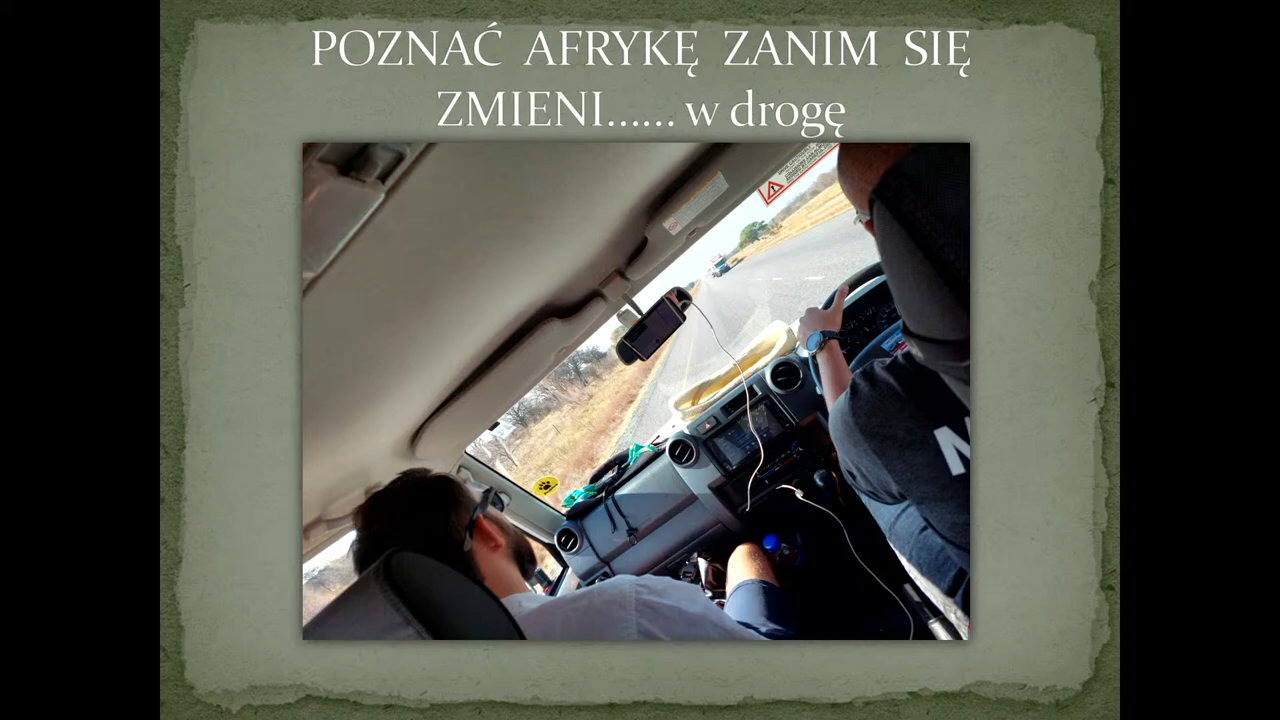 POZNAĆ AFRYKĘ ZANIM SIĘ
ZMIENI...... w drogę